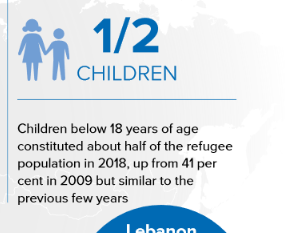 1/2
CHILDREN
Children below 18 years of age
constituted about half of the refugee
population in 2018, up from 41 per
cent in 2009 but similar to the
previous few years
Lebanon